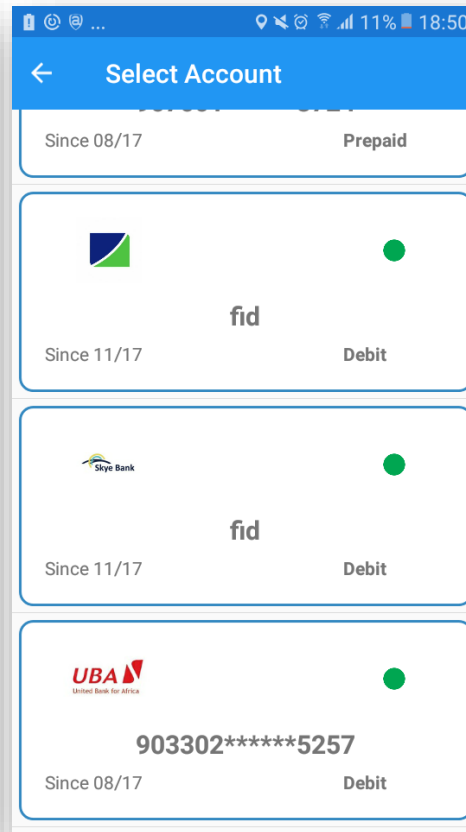 ... 11% 18:50
Select Account
Since 08/17 Prepaid
fid
Since 11/17 Debit
Skye Bank
fid
Since 11/17 Debit
UBA
United Bank for Africa
903302******5257
Since 08/17 Debit